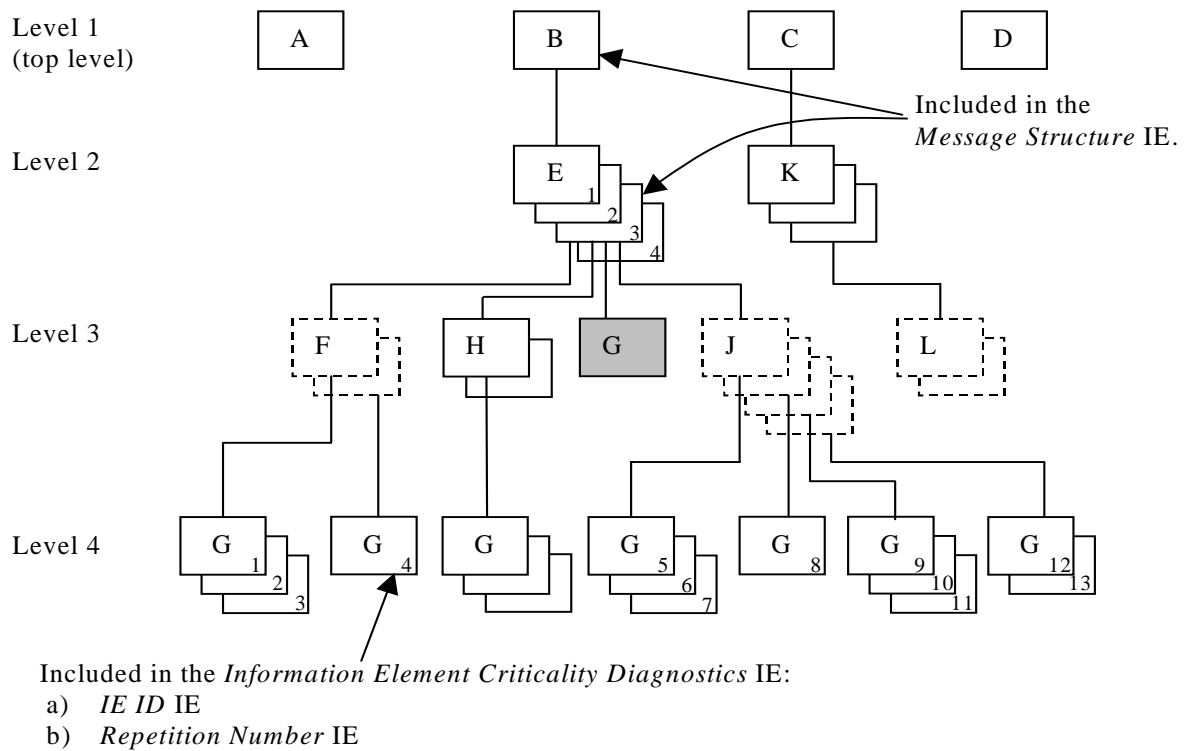 Level 1
(top level)
A
B
C
D
Included in the
Message Structure IE.
Level 2
E
1
2
3
4
K
Level 3
F
H
G
J
L
Level 4
G
1
2
3
G
4
G
G
5
6
7
G
8
G
9
10
11
G
12
13
Included in the Information Element Criticality Diagnostics IE:
a) IE ID IE
b) Repetition Number IE